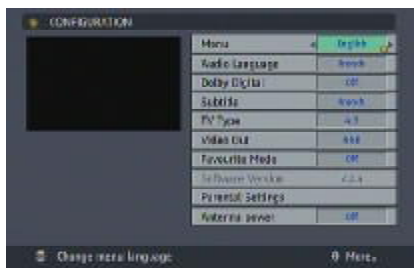 CONFIGURATION
Menu English
Audio Language French
Dolby Digital Off
Subtitle French
TV Type 4:3
Video Out
Favourite Mode Off
Software Version
Parental Settings
Antenna power Off
Change menu language More